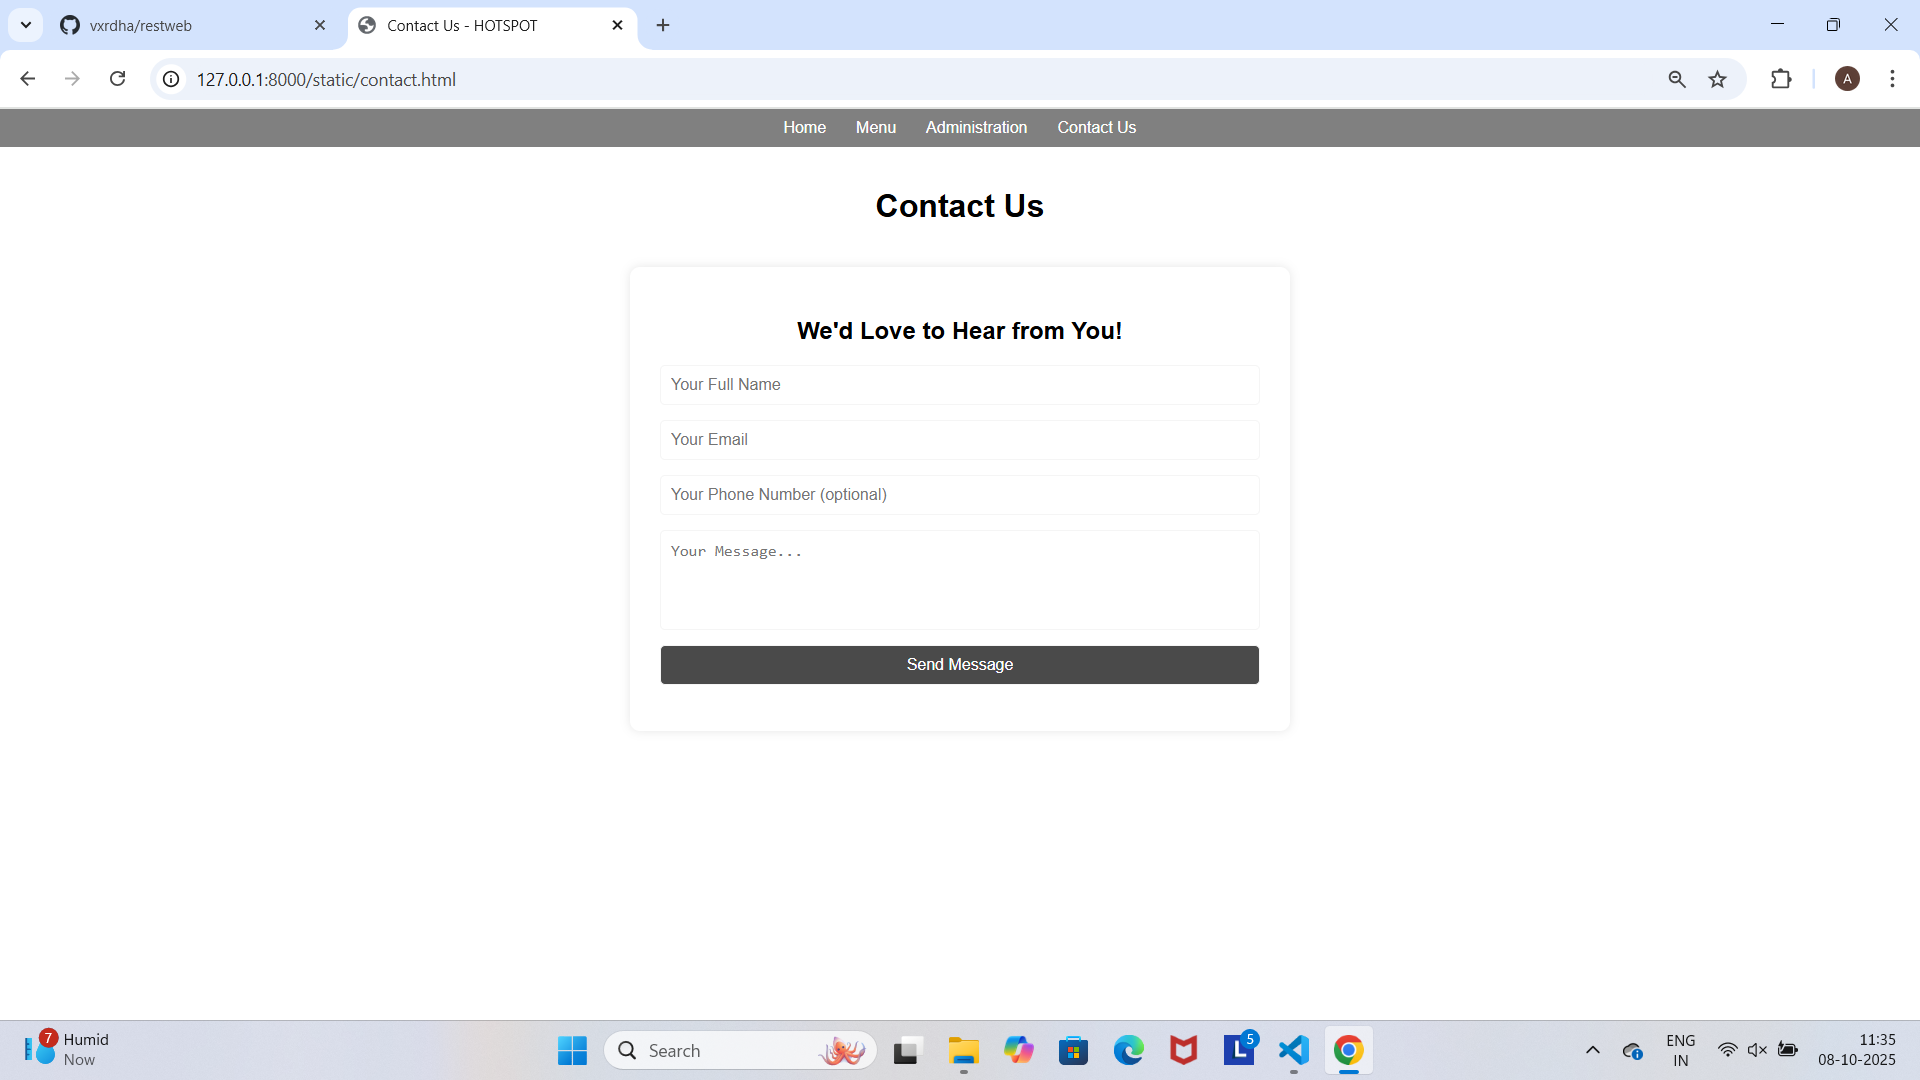 vxrdha/restweb
Contact Us - HOTSPOT
127.0.0.1:8000/static/contact.html
A
Home Menu Administration Contact Us
Contact Us
We'd Love to Hear from You!
Your Full Name
Your Email
Your Phone Number (optional)
Your Message...
Send Message
7
Humid
Now
Search
L
5
ENG
IN
11:35
08-10-2025